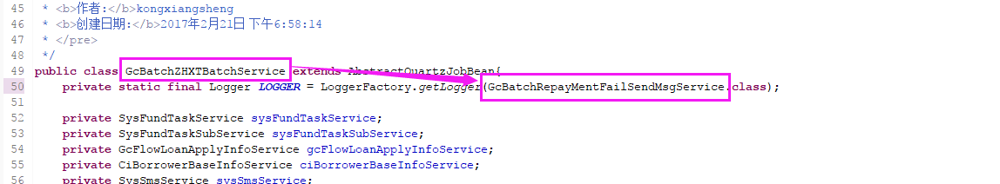 45 * <b>作者:</b>kongxiangsheng
46 * <b>创建日期:</b>2017年2月21日 下午6:58:14
47 * </pre>
48 */
49 public class GcBatchZHXTBatchService extends AbstractQuartzJobBean{
50 private static final Logger LOGGER = LoggerFactory.getLogger(GcBatchRepayMentFailSendMsgService.class);
51
52 private SysFundTaskService sysFundTaskService;
53 private SysFundTaskSubService sysFundTaskSubService;
54 private GcFlowLoanApplyInfoService gcFlowLoanApplyInfoService;
55 private CiBorrowerBaseInfoService ciBorrowerBaseInfoService;
56 private SysSmsService sysSmsService;